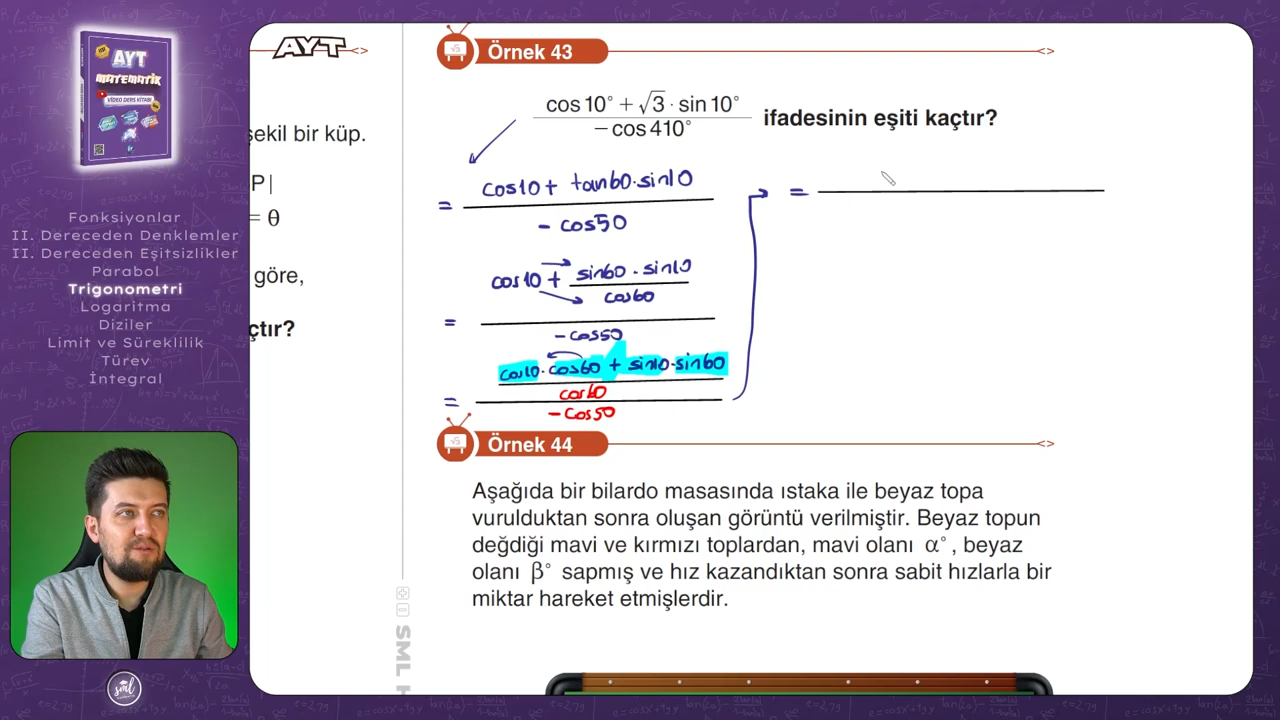 AYT
MATEMATİK
VİDEO DERS KİTABI
Fonksiyonlar
II. Dereceden Denklemler
II. Dereceden Eşitsizlikler
Parabol
Trigonometri
Logaritma
Diziler
Limit ve Süreklilik
Türev
İntegral
sml
AYT <>
şekil bir küp.
P|
= θ
göre,
çtır?
SML
√3 Örnek 43 <>
cos 10° + √3 · sin 10°
− cos 410°
ifadesinin eşiti kaçtır?
= cos10 + tan60·sin10
- cos50
cos10 + sin60 · sin10
cos60
=
-cos50
cos10·cos60 + sin10·sin60
cos60
=
-cos50
=
√3 Örnek 44 <>
Aşağıda bir bilardo masasında ıstaka ile beyaz topa
vurulduktan sonra oluşan görüntü verilmiştir. Beyaz topun
değdiği mavi ve kırmızı toplardan, mavi olanı α°, beyaz
olanı β° sapmış ve hız kazandıktan sonra sabit hızlarla bir
miktar hareket etmişlerdir.